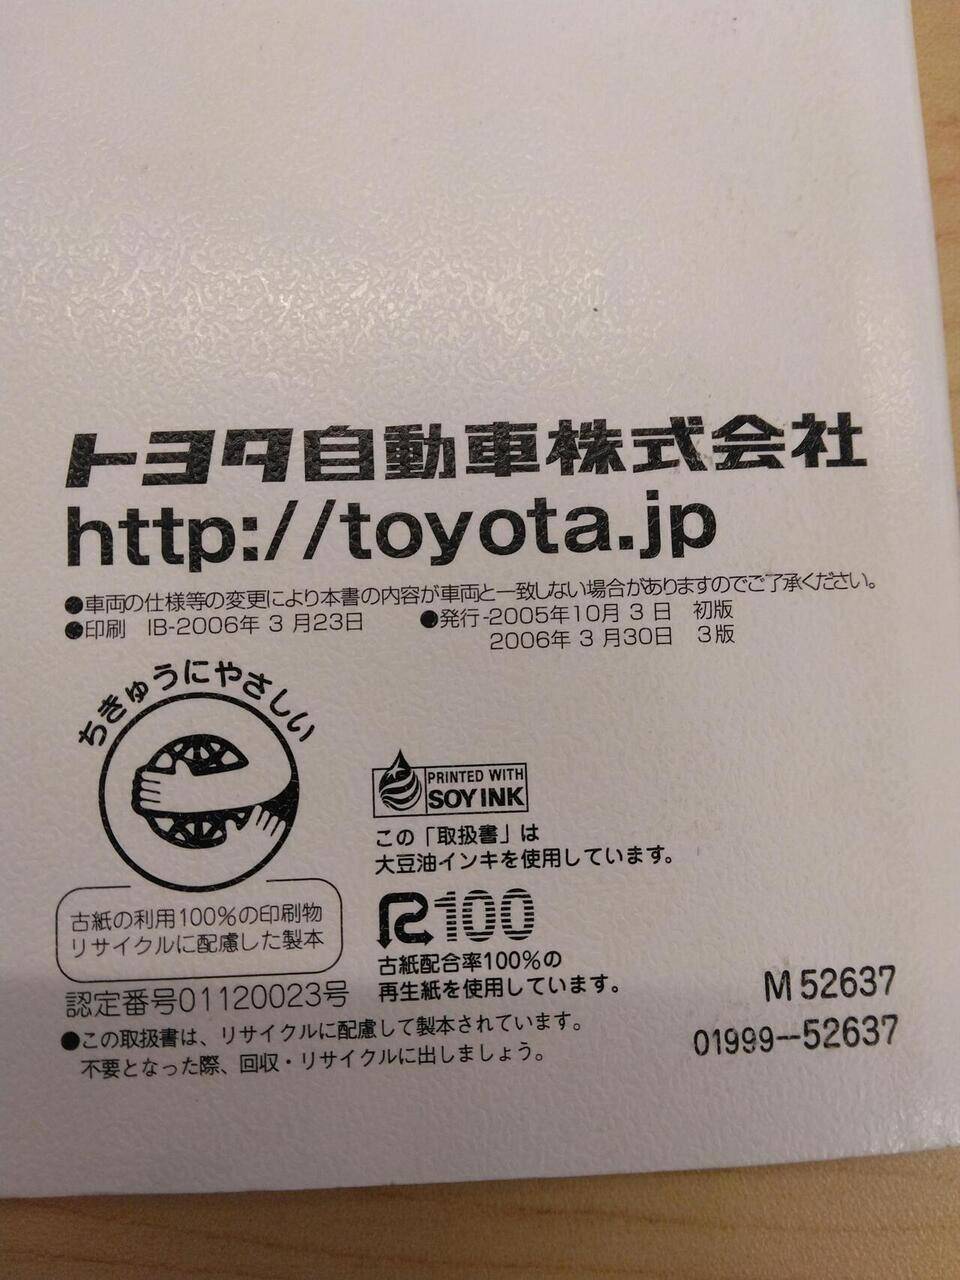 トヨタ自動車株式会社
http://toyota.jp
●車両の仕様等の変更により本書の内容が車両と一致しない場合がありますのでご了承ください。
●印刷 IB-2006年 3 月23日 ●発行-2005年10月 3 日 初版
2006年 3 月30日 3版
ちきゅうにやさしい
PRINTED WITH
SOY INK
この「取扱書」は
大豆油インキを使用しています。
R100
古紙配合率100%の
再生紙を使用しています。
古紙の利用100%の印刷物
リサイクルに配慮した製本
認定番号01120023号
●この取扱書は、リサイクルに配慮して製本されています。
不要となった際、回収・リサイクルに出しましょう。
M 52637
01999-52637